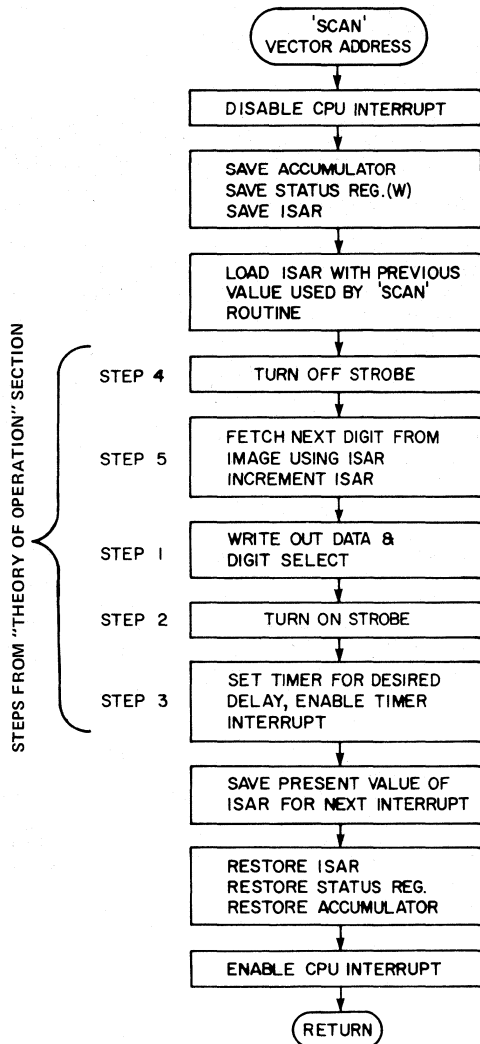 'SCAN'
VECTOR ADDRESS
DISABLE CPU INTERRUPT
SAVE ACCUMULATOR
SAVE STATUS REG.(W)
SAVE ISAR
LOAD ISAR WITH PREVIOUS
VALUE USED BY 'SCAN'
ROUTINE
STEPS FROM "THEORY OF OPERATION" SECTION
STEP 4
TURN OFF STROBE
STEP 5
FETCH NEXT DIGIT FROM
IMAGE USING ISAR
INCREMENT ISAR
STEP 1
WRITE OUT DATA &
DIGIT SELECT
STEP 2
TURN ON STROBE
STEP 3
SET TIMER FOR DESIRED
DELAY, ENABLE TIMER
INTERRUPT
SAVE PRESENT VALUE OF
ISAR FOR NEXT INTERRUPT
RESTORE ISAR
RESTORE STATUS REG.
RESTORE ACCUMULATOR
ENABLE CPU INTERRUPT
RETURN